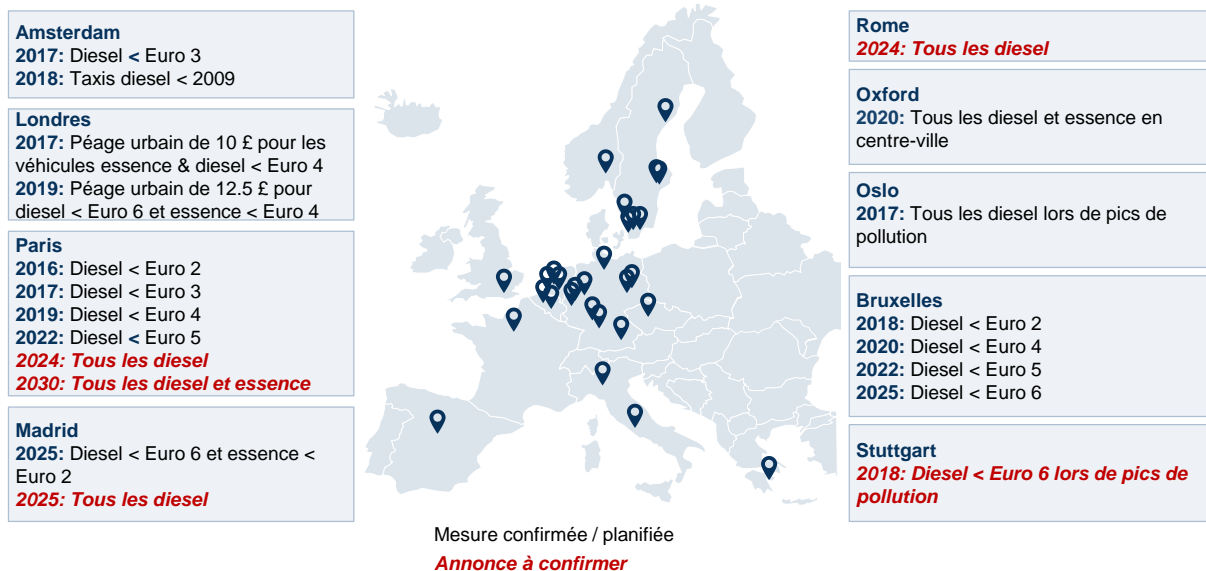 Amsterdam
2017: Diesel < Euro 3
2018: Taxis diesel < 2009
Londres
2017: Péage urbain de 10 £ pour les
véhicules essence & diesel < Euro 4
2019: Péage urbain de 12.5 £ pour
diesel < Euro 6 et essence < Euro 4
Paris
2016: Diesel < Euro 2
2017: Diesel < Euro 3
2019: Diesel < Euro 4
2022: Diesel < Euro 5
2024: Tous les diesel
2030: Tous les diesel et essence
Madrid
2025: Diesel < Euro 6 et essence <
Euro 2
2025: Tous les diesel
Rome
2024: Tous les diesel
Oxford
2020: Tous les diesel et essence en
centre-ville
Oslo
2017: Tous les diesel lors de pics de
pollution
Bruxelles
2018: Diesel < Euro 2
2020: Diesel < Euro 4
2022: Diesel < Euro 5
2025: Diesel < Euro 6
Stuttgart
2018: Diesel < Euro 6 lors de pics de
pollution
Mesure confirmée / planifiée
Annonce à confirmer